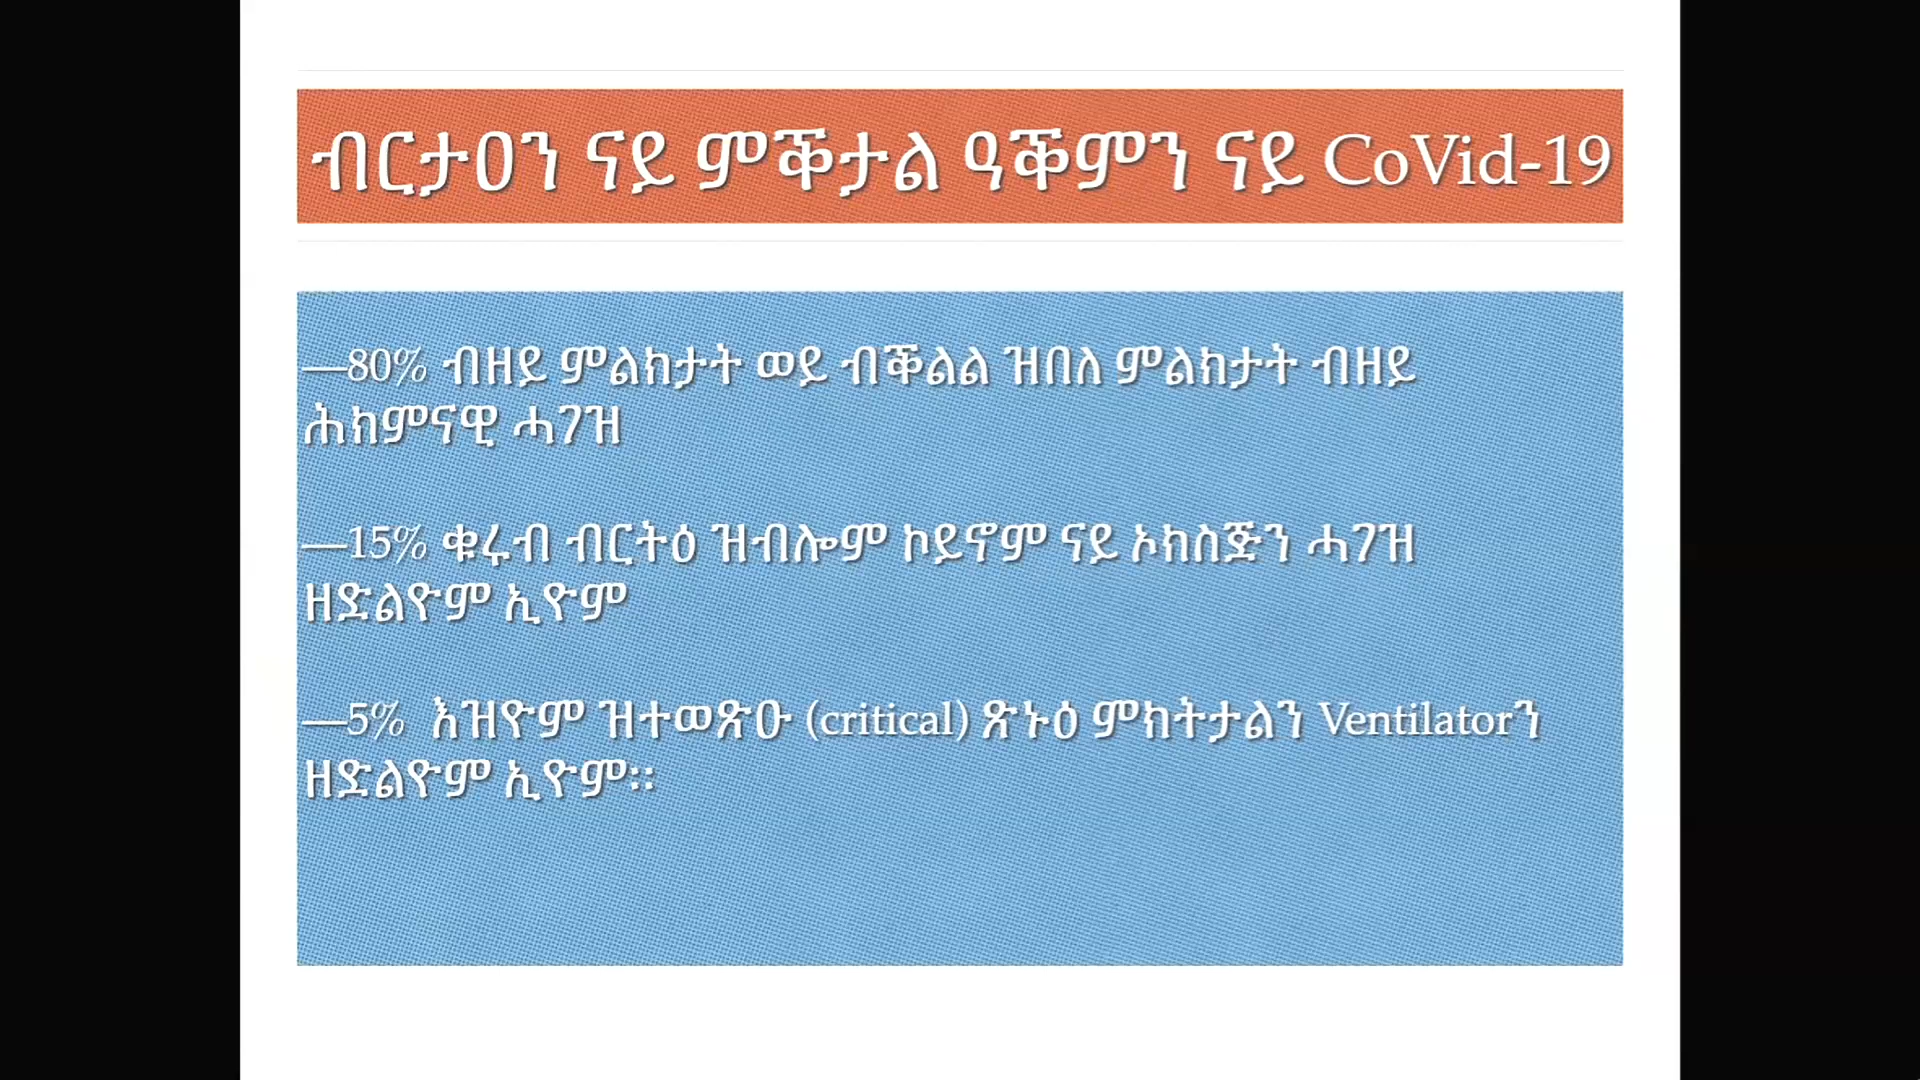 ብርታዐን ናይ ምቕታል ዓቕምን ናይ CoVid-19
—80% ብዘይ ምልክታት ወይ ብቕልል ዝበለ ምልክታት ብዘይ
ሕክምናዊ ሓገዝ
—15% ቁሩብ ብርትዕ ዝብሎም ኮይኖም ናይ ኦክስጅን ሓገዝ
ዘድልዮም ኢዮም
—5% እዝዮም ዝተወጽዑ (critical) ጽኑዕ ምክትታልን Ventilatorን
ዘድልዮም ኢዮም።